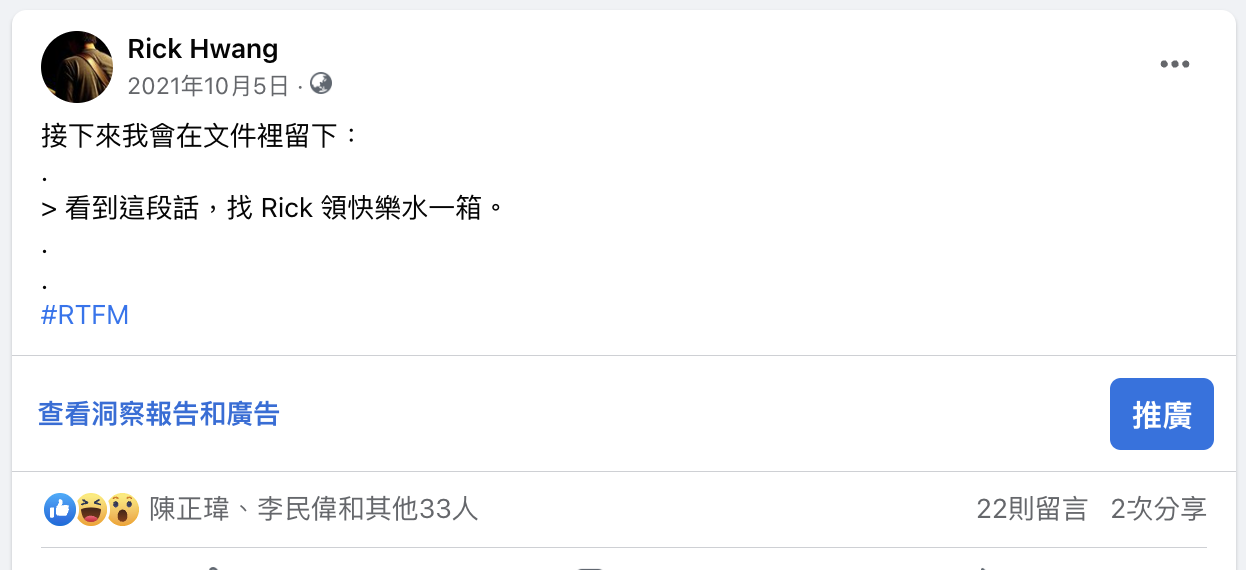 Rick Hwang
2021年10月5日 ·
接下來我會在文件裡留下：
.
> 看到這段話，找 Rick 領快樂水一箱。
.
.
#RTFM
查看洞察報告和廣告
推廣
陳正瑋、李民偉和其他33人
22則留言 2次分享